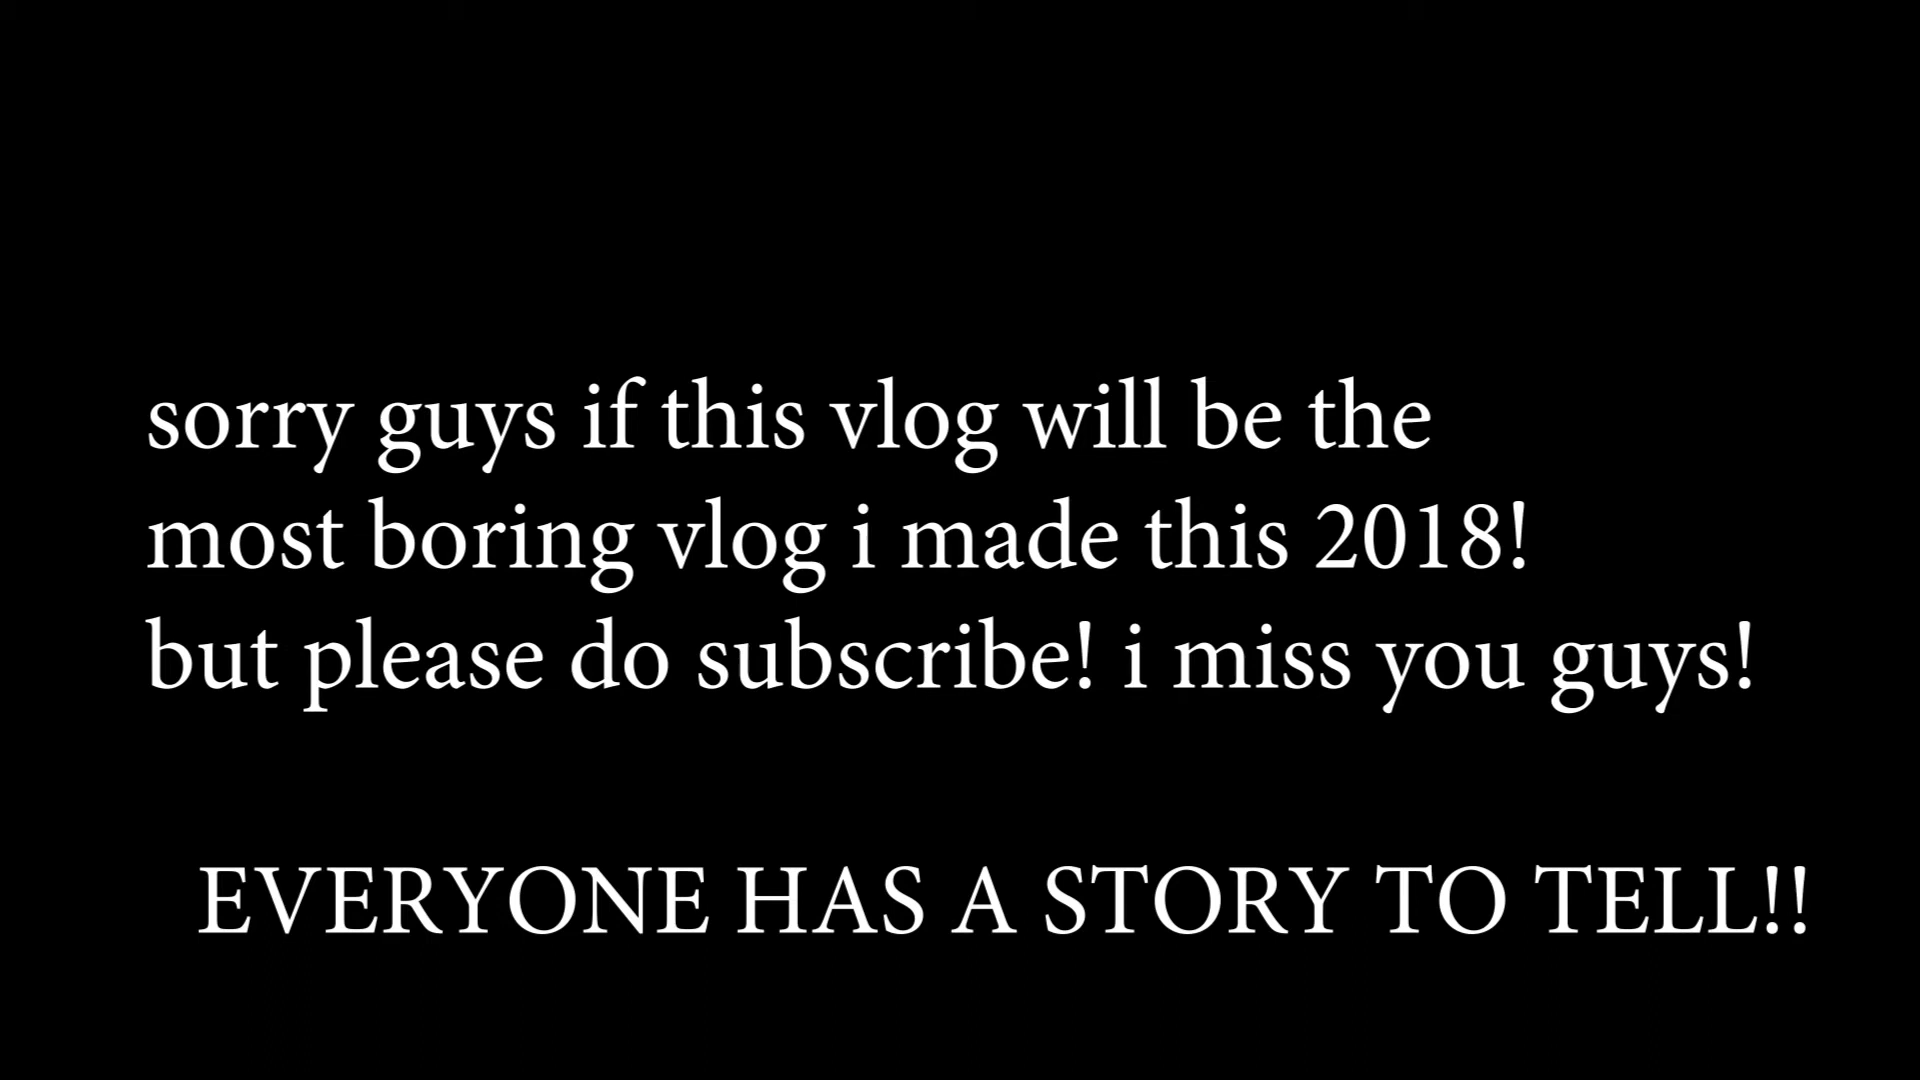 sorry guys if this vlog will be the
most boring vlog i made this 2018!
but please do subscribe! i miss you guys!
EVERYONE HAS A STORY TO TELL!!